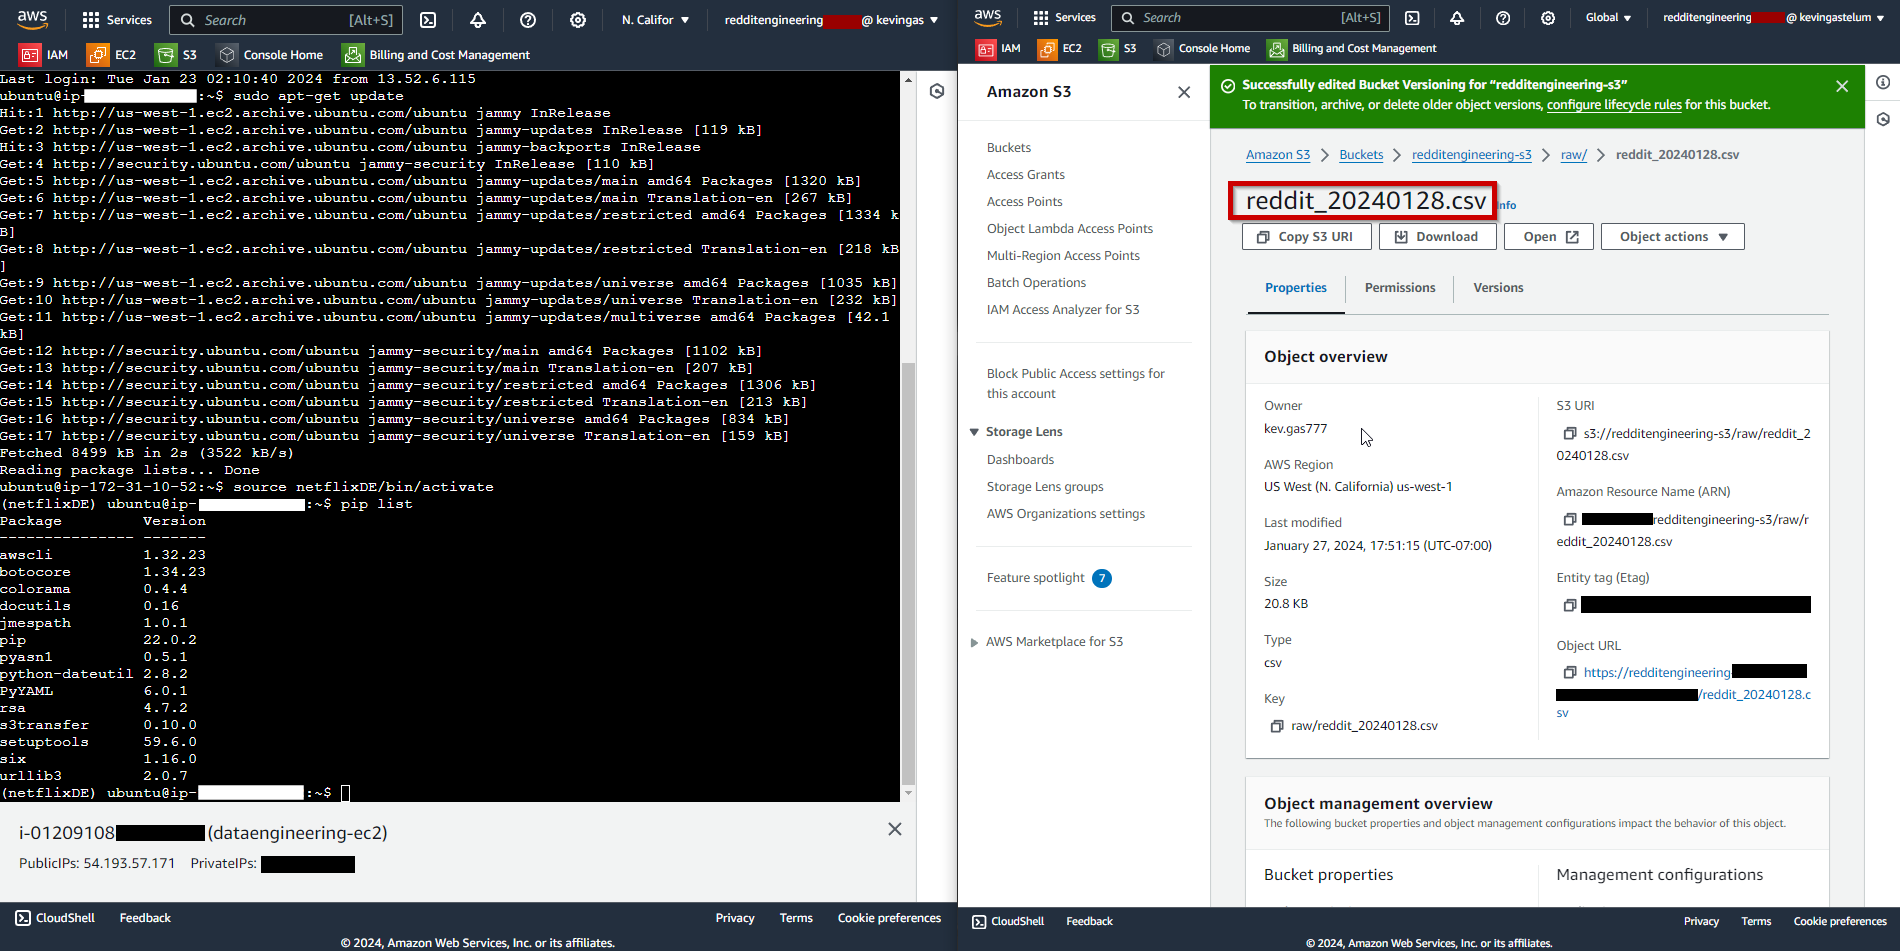 aws
Services
Search
[Alt+S]
N. Califor
redditengineering
@ kevingas
IAM
EC2
S3
Console Home
Billing and Cost Management
Last login: Tue Jan 23 02:10:40 2024 from 13.52.6.115
ubuntu@ip- :~$ sudo apt-get update
Hit:1 http://us-west-1.ec2.archive.ubuntu.com/ubuntu jammy InRelease
Get:2 http://us-west-1.ec2.archive.ubuntu.com/ubuntu jammy-updates InRelease [119 kB]
Hit:3 http://us-west-1.ec2.archive.ubuntu.com/ubuntu jammy-backports InRelease
Get:4 http://security.ubuntu.com/ubuntu jammy-security InRelease [110 kB]
Get:5 http://us-west-1.ec2.archive.ubuntu.com/ubuntu jammy-updates/main amd64 Packages [1320 kB]
Get:6 http://us-west-1.ec2.archive.ubuntu.com/ubuntu jammy-updates/main Translation-en [267 kB]
Get:7 http://us-west-1.ec2.archive.ubuntu.com/ubuntu jammy-updates/restricted amd64 Packages [1334 k
B]
Get:8 http://us-west-1.ec2.archive.ubuntu.com/ubuntu jammy-updates/restricted Translation-en [218 kB
]
Get:9 http://us-west-1.ec2.archive.ubuntu.com/ubuntu jammy-updates/universe amd64 Packages [1035 kB]
Get:10 http://us-west-1.ec2.archive.ubuntu.com/ubuntu jammy-updates/universe Translation-en [232 kB]
Get:11 http://us-west-1.ec2.archive.ubuntu.com/ubuntu jammy-updates/multiverse amd64 Packages [42.1
kB]
Get:12 http://security.ubuntu.com/ubuntu jammy-security/main amd64 Packages [1102 kB]
Get:13 http://security.ubuntu.com/ubuntu jammy-security/main Translation-en [207 kB]
Get:14 http://security.ubuntu.com/ubuntu jammy-security/restricted amd64 Packages [1306 kB]
Get:15 http://security.ubuntu.com/ubuntu jammy-security/restricted Translation-en [213 kB]
Get:16 http://security.ubuntu.com/ubuntu jammy-security/universe amd64 Packages [834 kB]
Get:17 http://security.ubuntu.com/ubuntu jammy-security/universe Translation-en [159 kB]
Fetched 8499 kB in 2s (3522 kB/s)
Reading package lists... Done
ubuntu@ip-172-31-10-52:~$ source netflixDE/bin/activate
(netflixDE) ubuntu@ip- :~$ pip list
Package Version
--------------- -------
awscli 1.32.23
botocore 1.34.23
colorama 0.4.4
docutils 0.16
jmespath 1.0.1
pip 22.0.2
pyasn1 0.5.1
python-dateutil 2.8.2
PyYAML 6.0.1
rsa 4.7.2
s3transfer 0.10.0
setuptools 59.6.0
six 1.16.0
urllib3 2.0.7
(netflixDE) ubuntu@ip- :~$
i-01209108 (dataengineering-ec2)
PublicIPs: 54.193.57.171 PrivateIPs:
CloudShell
Feedback
Privacy
Terms
Cookie preferences
© 2024, Amazon Web Services, Inc. or its affiliates.
aws
Services
Search
[Alt+S]
Global
redditengineering
@ kevingastelum
IAM
EC2
S3
Console Home
Billing and Cost Management
Amazon S3
Buckets
Access Grants
Access Points
Object Lambda Access Points
Multi-Region Access Points
Batch Operations
IAM Access Analyzer for S3
Block Public Access settings for
this account
Storage Lens
Dashboards
Storage Lens groups
AWS Organizations settings
Feature spotlight 7
AWS Marketplace for S3
Successfully edited Bucket Versioning for “redditengineering-s3”
To transition, archive, or delete older object versions, configure lifecycle rules for this bucket.
Amazon S3
Buckets
redditengineering-s3
raw/
reddit_20240128.csv
reddit_20240128.csv
Info
Copy S3 URI
Download
Open
Object actions
Properties
Permissions
Versions
Object overview
Owner
kev.gas777
AWS Region
US West (N. California) us-west-1
Last modified
January 27, 2024, 17:51:15 (UTC-07:00)
Size
20.8 KB
Type
csv
Key
raw/reddit_20240128.csv
S3 URI
s3://redditengineering-s3/raw/reddit_2
0240128.csv
Amazon Resource Name (ARN)
redditengineering-s3/raw/r
eddit_20240128.csv
Entity tag (Etag)
Object URL
https://redditengineering-
/reddit_20240128.c
sv
Object management overview
The following bucket properties and object management configurations impact the behavior of this object.
Bucket properties
Management configurations
CloudShell
Feedback
Privacy
Terms
Cookie preferences
© 2024, Amazon Web Services, Inc. or its affiliates.